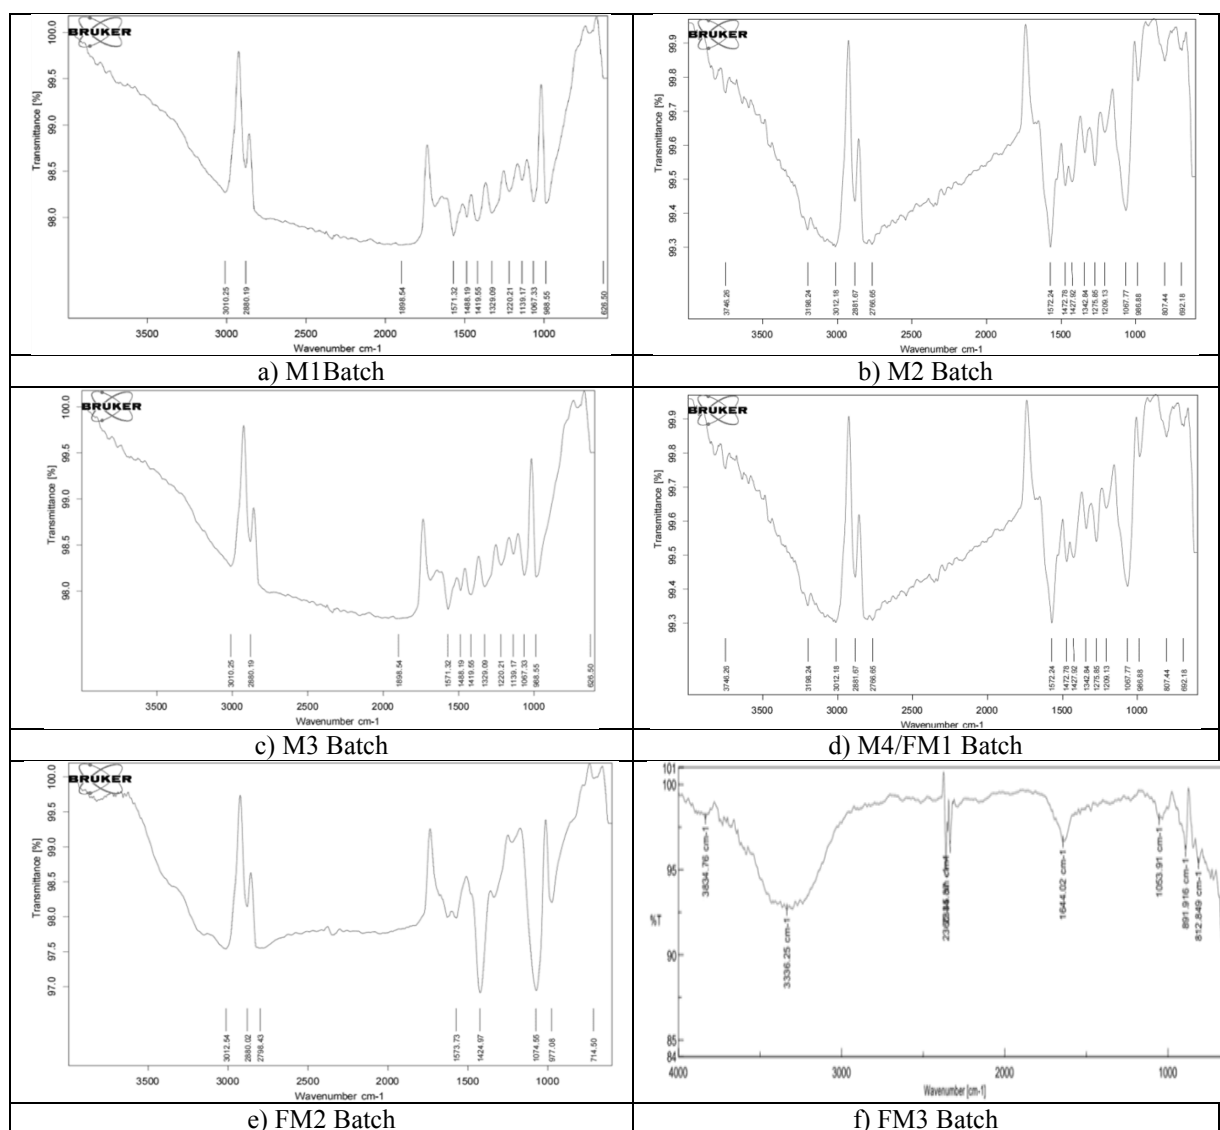 BRUKER
Transmittance [%]
100.0
99.5
99.0
98.5
98.0
3010.25
2880.19
1898.54
1571.32
1488.19
1419.55
1329.09
1220.21
1139.17
1067.33
988.55
626.50
3500 3000 2500 2000 1500 1000
Wavenumber cm-1
a) M1Batch
BRUKER
Transmittance [%]
99.9
99.8
99.7
99.6
99.5
99.4
99.3
3746.26
3198.24
3012.18
2881.67
2766.65
1572.24
1472.78
1427.92
1342.84
1275.85
1209.13
1067.77
986.88
807.44
692.18
3500 3000 2500 2000 1500 1000
Wavenumber cm-1
b) M2 Batch
BRUKER
Transmittance [%]
100.0
99.5
99.0
98.5
98.0
3010.25
2880.19
1898.54
1571.32
1488.19
1419.55
1329.09
1220.21
1139.17
1067.33
988.55
626.50
3500 3000 2500 2000 1500 1000
Wavenumber cm-1
c) M3 Batch
BRUKER
Transmittance [%]
99.9
99.8
99.7
99.6
99.5
99.4
99.3
3746.26
3198.24
3012.18
2881.67
2766.65
1572.24
1472.78
1427.92
1342.84
1275.85
1209.13
1067.77
986.88
807.44
692.18
3500 3000 2500 2000 1500 1000
Wavenumber cm-1
d) M4/FM1 Batch
BRUKER
Transmittance [%]
100.0
99.5
99.0
98.5
98.0
97.5
97.0
3012.54
2880.02
2798.43
1573.73
1424.97
1074.55
977.08
714.50
3500 3000 2500 2000 1500 1000
Wavenumber cm-1
e) FM2 Batch
101
100
95
%T
90
85
84
3834.76 cm-1
3336.25 cm-1
1644.02 cm-1
1053.91 cm-1
891.916 cm-1
812.849 cm-1
4000 3000 2000 1000
Wavenumber [cm-1]
f) FM3 Batch